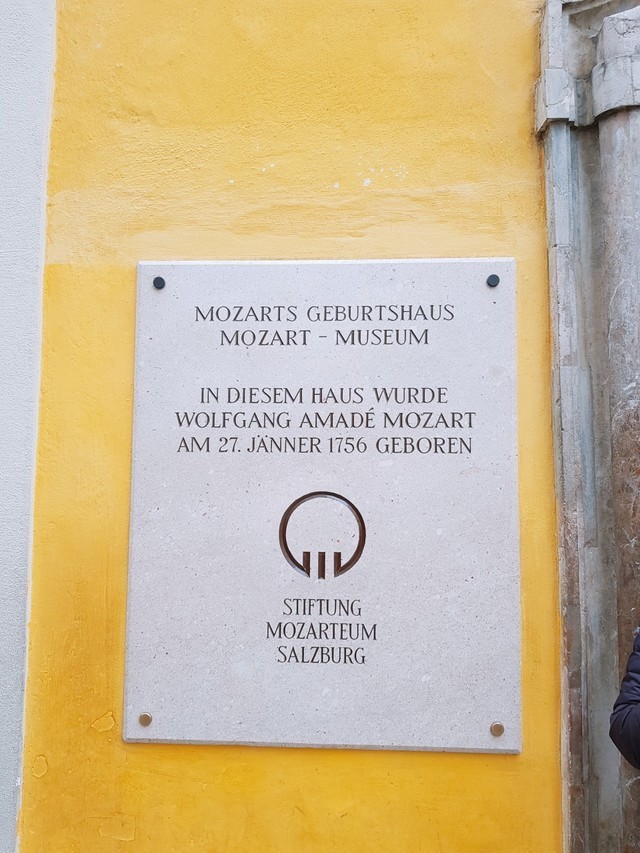 MOZARTS GEBURTSHAUS
MOZART - MUSEUM
IN DIESEM HAUS WURDE
WOLFGANG AMADÉ MOZART
AM 27. JÄNNER 1756 GEBOREN
STIFTUNG
MOZARTEUM
SALZBURG